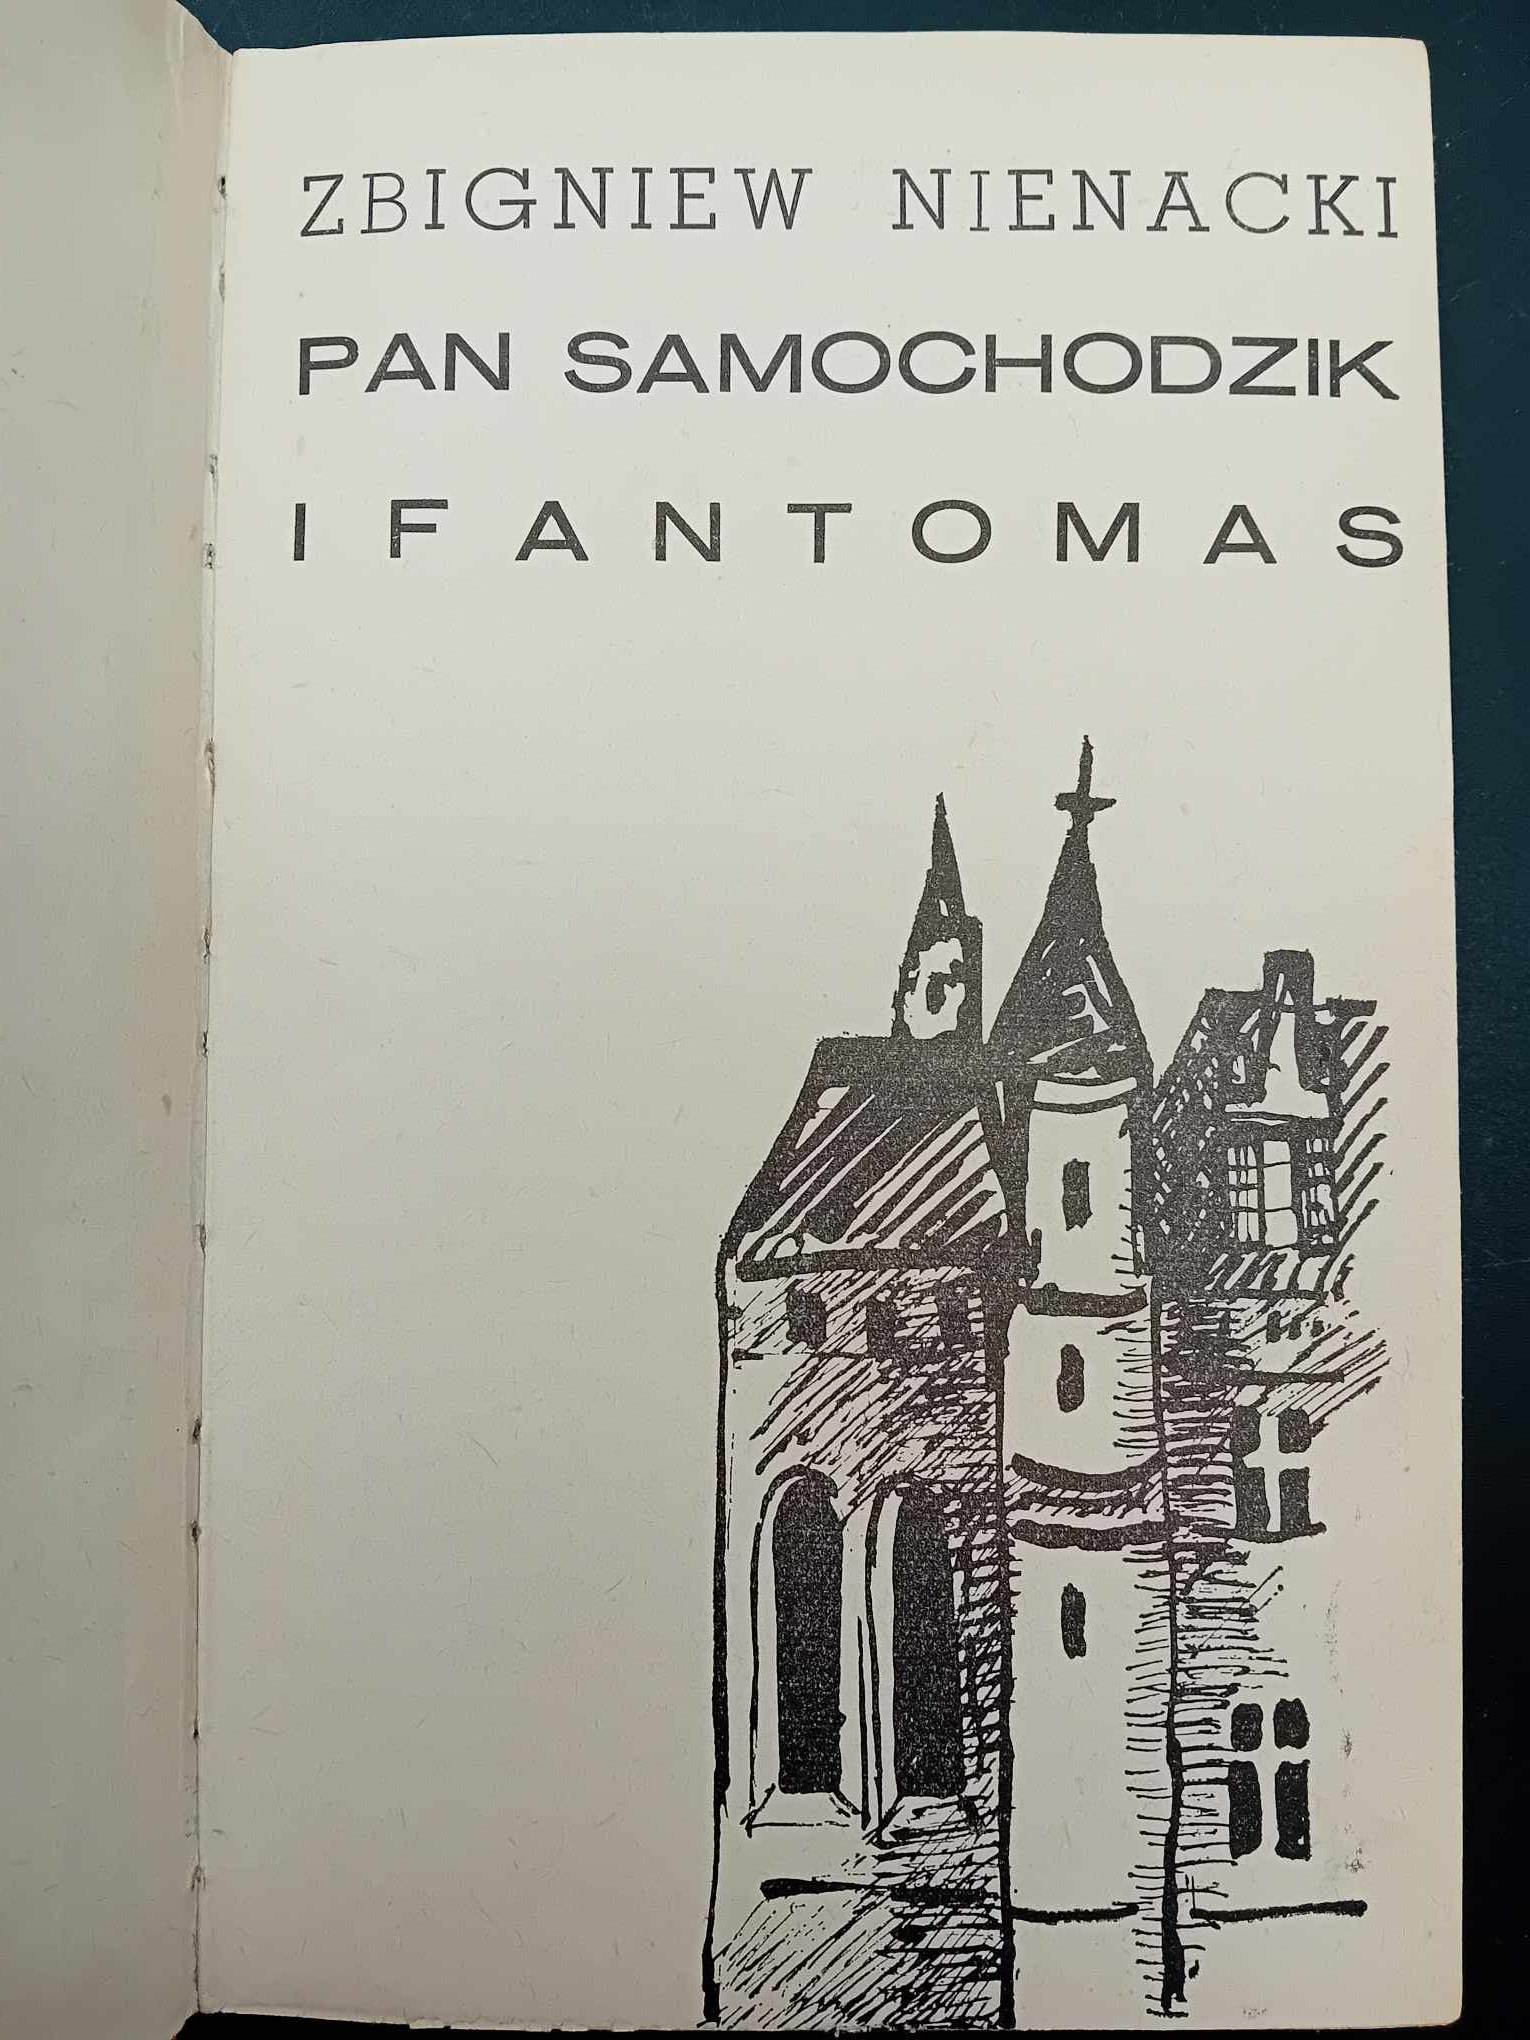 ZBIGNIEW NIENACKI
PAN SAMOCHODZIK
I FANTOMAS